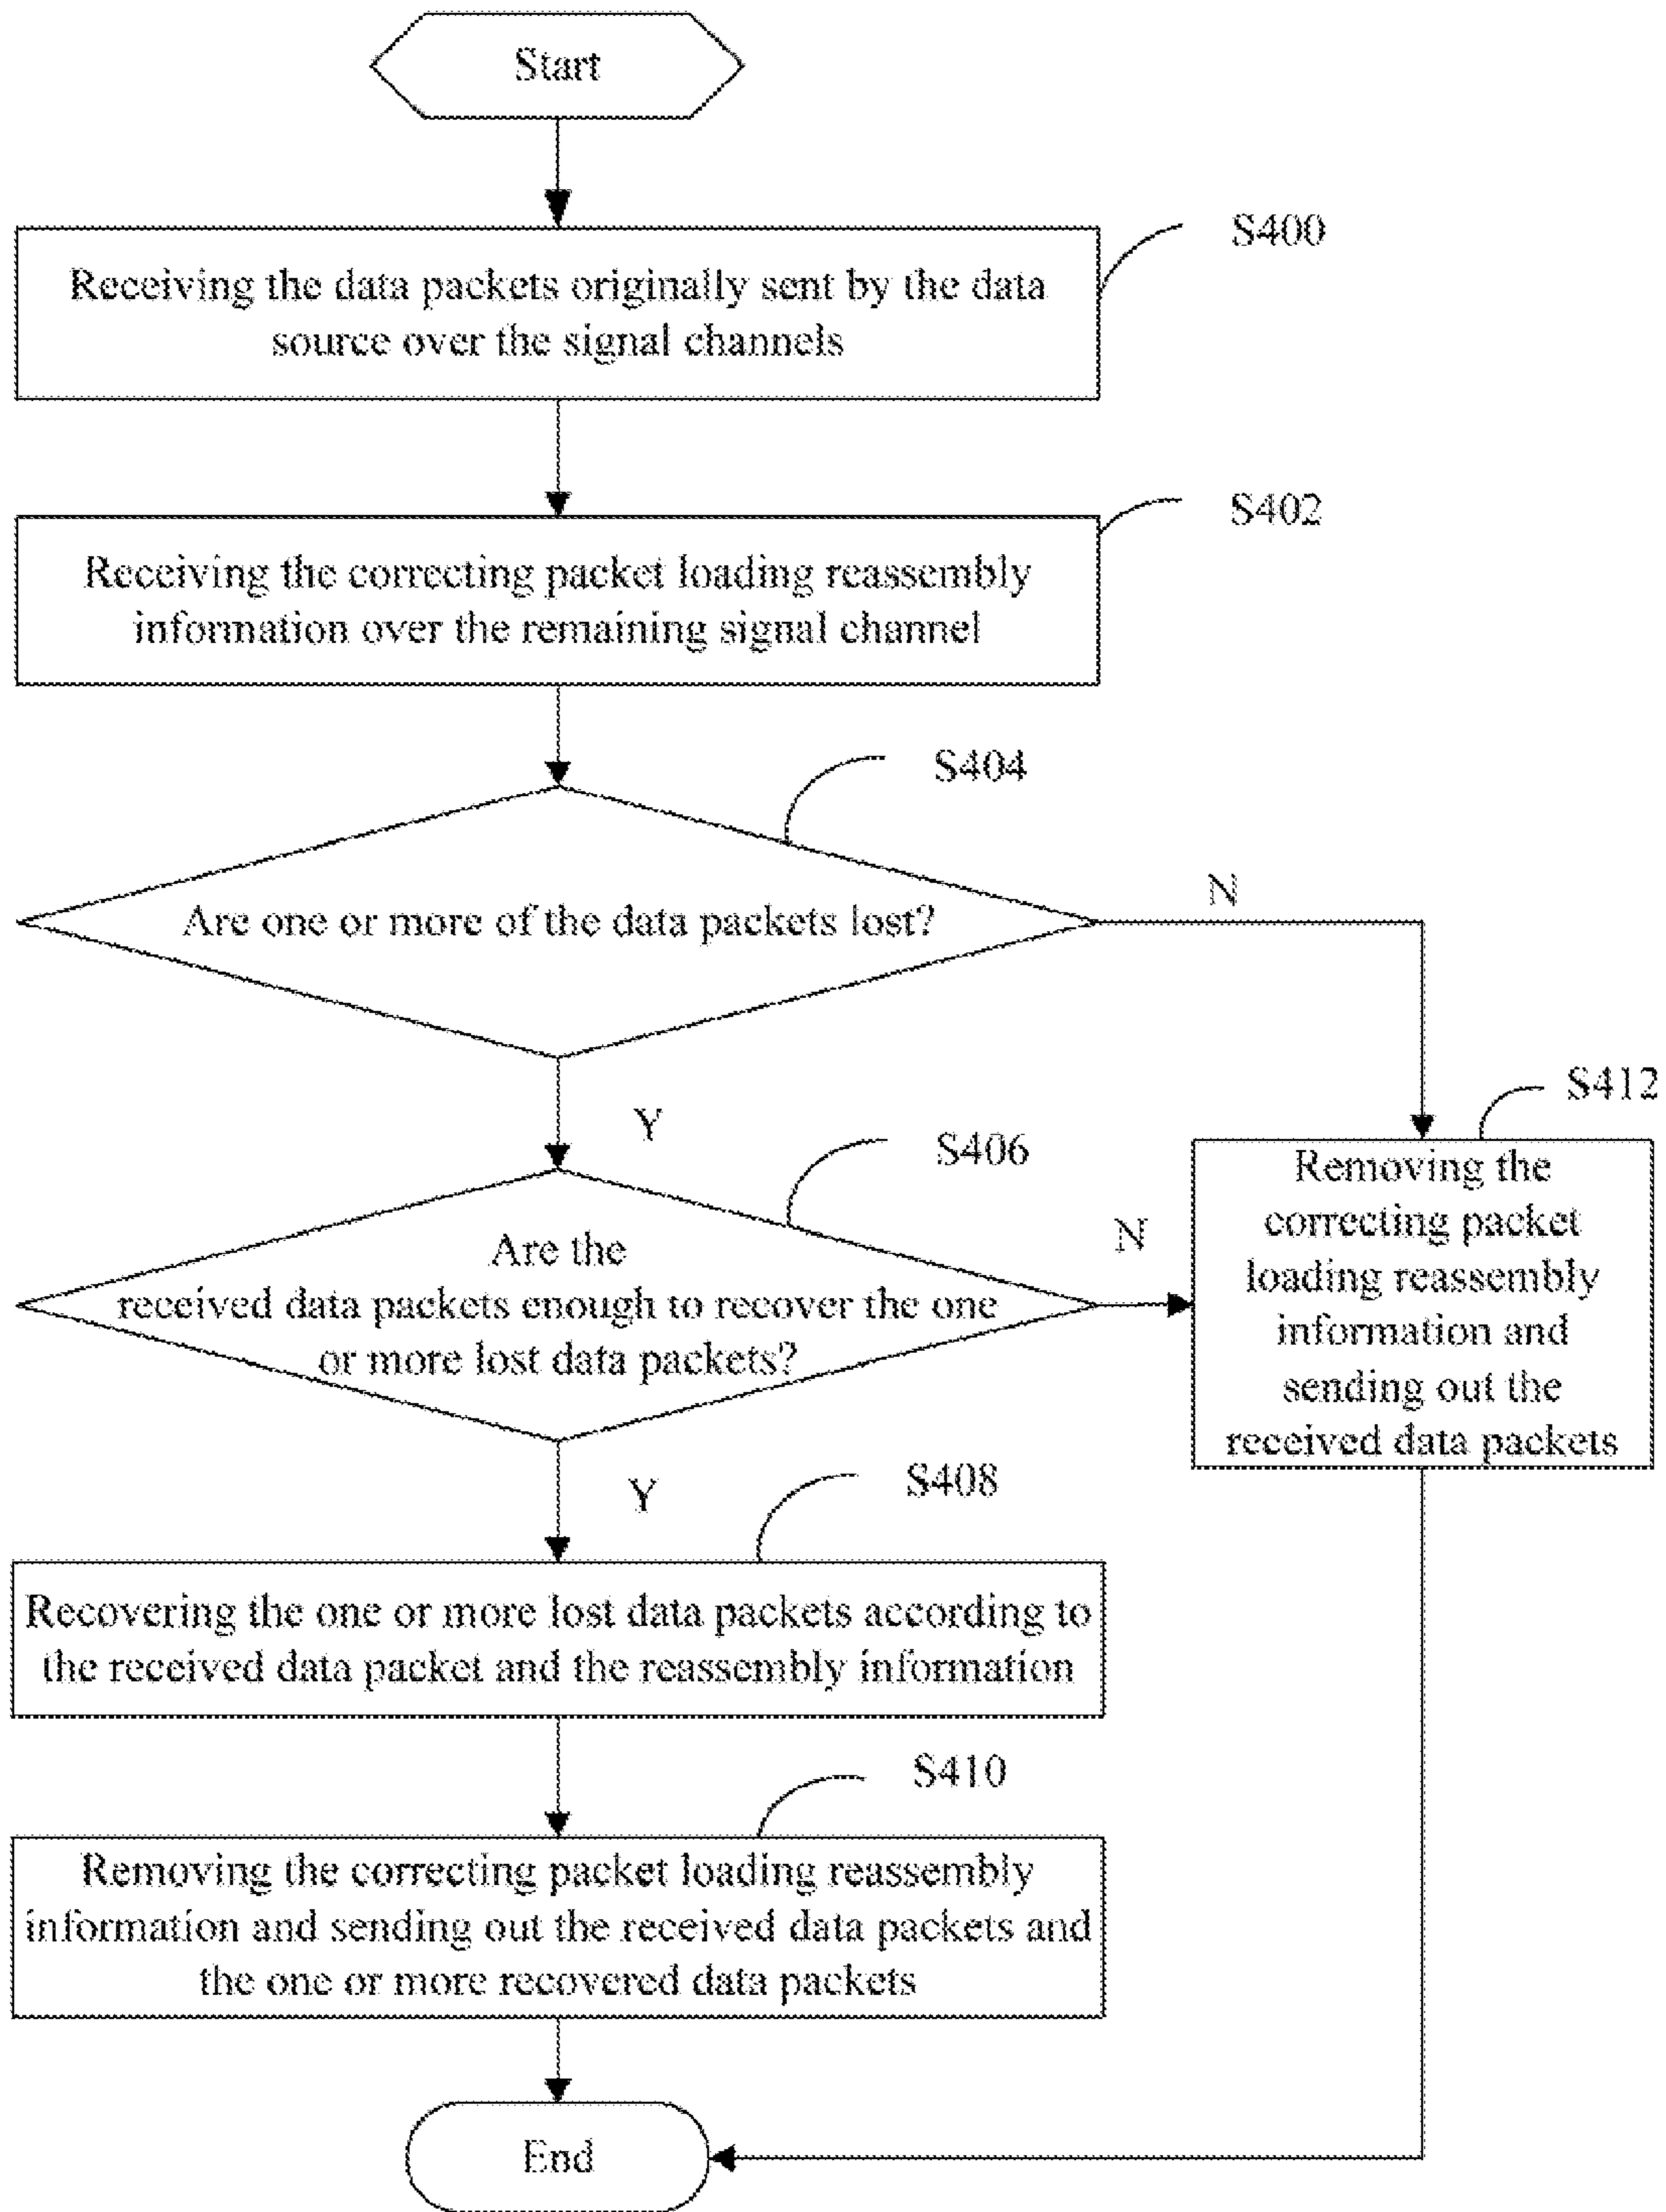 Start
S400
Receiving the data packets originally sent by the data
source over the signal channels
S402
Receiving the correcting packet loading reassembly
information over the remaining signal channel
S404
Are one or more of the data packets lost?
N
Y
S412
Removing the
correcting packet
loading reassembly
information and
sending out the
received data packets
S406
Are the
received data packets enough to recover the one
or more lost data packets?
N
Y
S408
Recovering the one or more lost data packets according to
the received data packet and the reassembly information
S410
Removing the correcting packet loading reassembly
information and sending out the received data packets and
the one or more recovered data packets
End